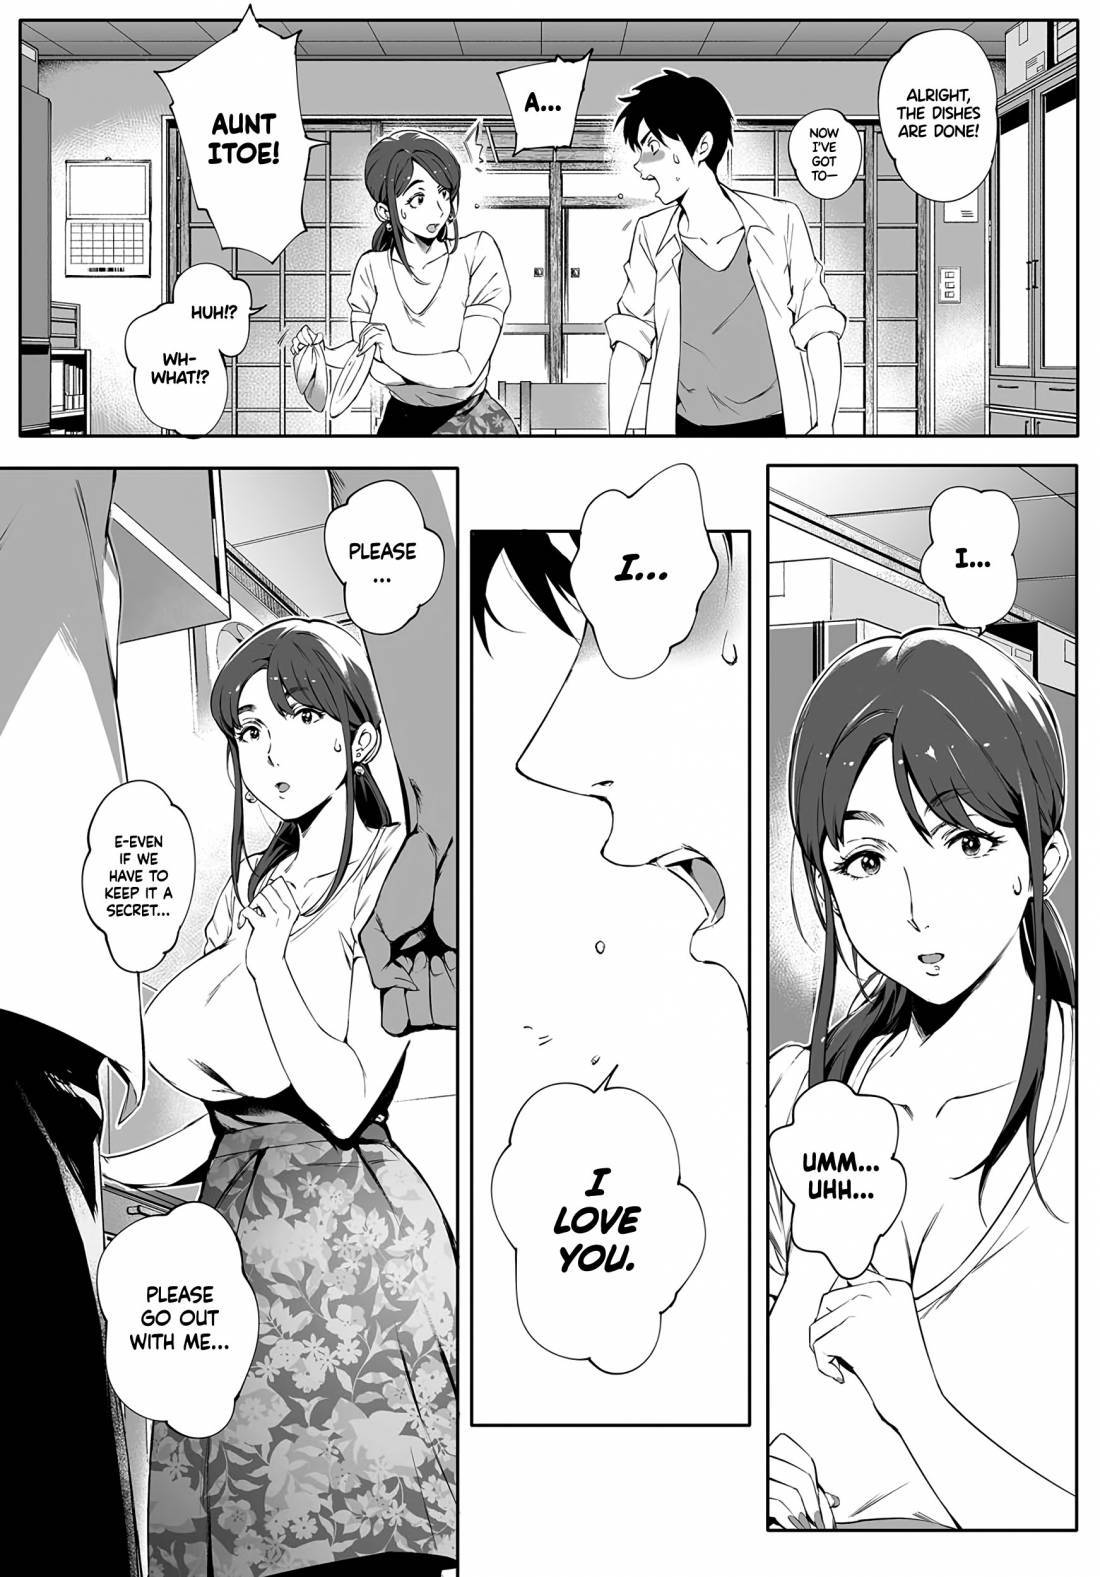 ALRIGHT,
THE DISHES
ARE DONE!
NOW
I'VE
GOT
TO—
A...
AUNT
ITOE!
HUH!?
WH-
WHAT!?
I...
UMM...
UHH...
I...
I
LOVE
YOU.
PLEASE
...
E-EVEN
IF WE
HAVE TO
KEEP IT A
SECRET...
PLEASE
GO OUT
WITH ME...